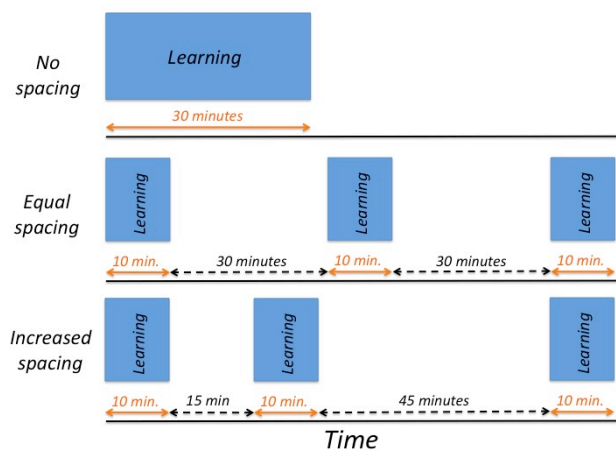 No
spacing
Learning
30 minutes
Equal
spacing
Learning
Learning
Learning
10 min.
30 minutes
10 min.
30 minutes
10 min.
Increased
spacing
Learning
Learning
Learning
10 min.
15 min
10 min.
45 minutes
10 min.
Time